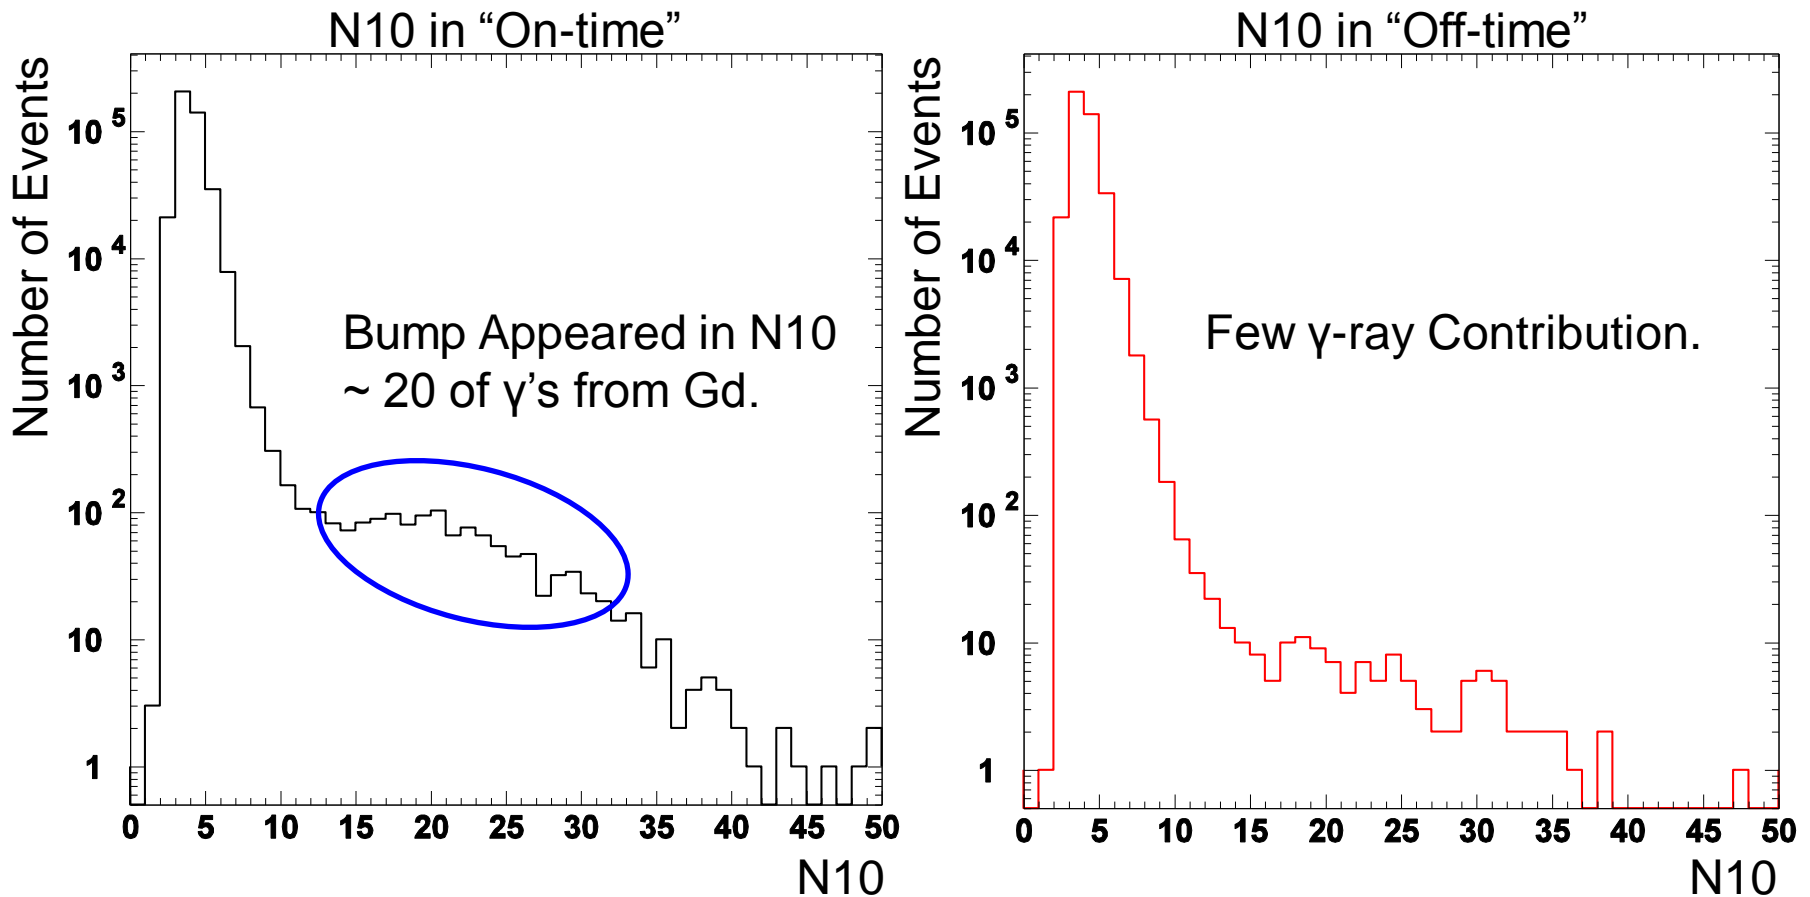 N10 in “On-time”
Number of Events
10 5
10 4
10 3
10 2
10
1
Bump Appeared in N10
~ 20 of γ’s from Gd.
0 5 10 15 20 25 30 35 40 45 50
N10
N10 in “Off-time”
Number of Events
10 5
10 4
10 3
10 2
10
1
Few γ-ray Contribution.
0 5 10 15 20 25 30 35 40 45 50
N10